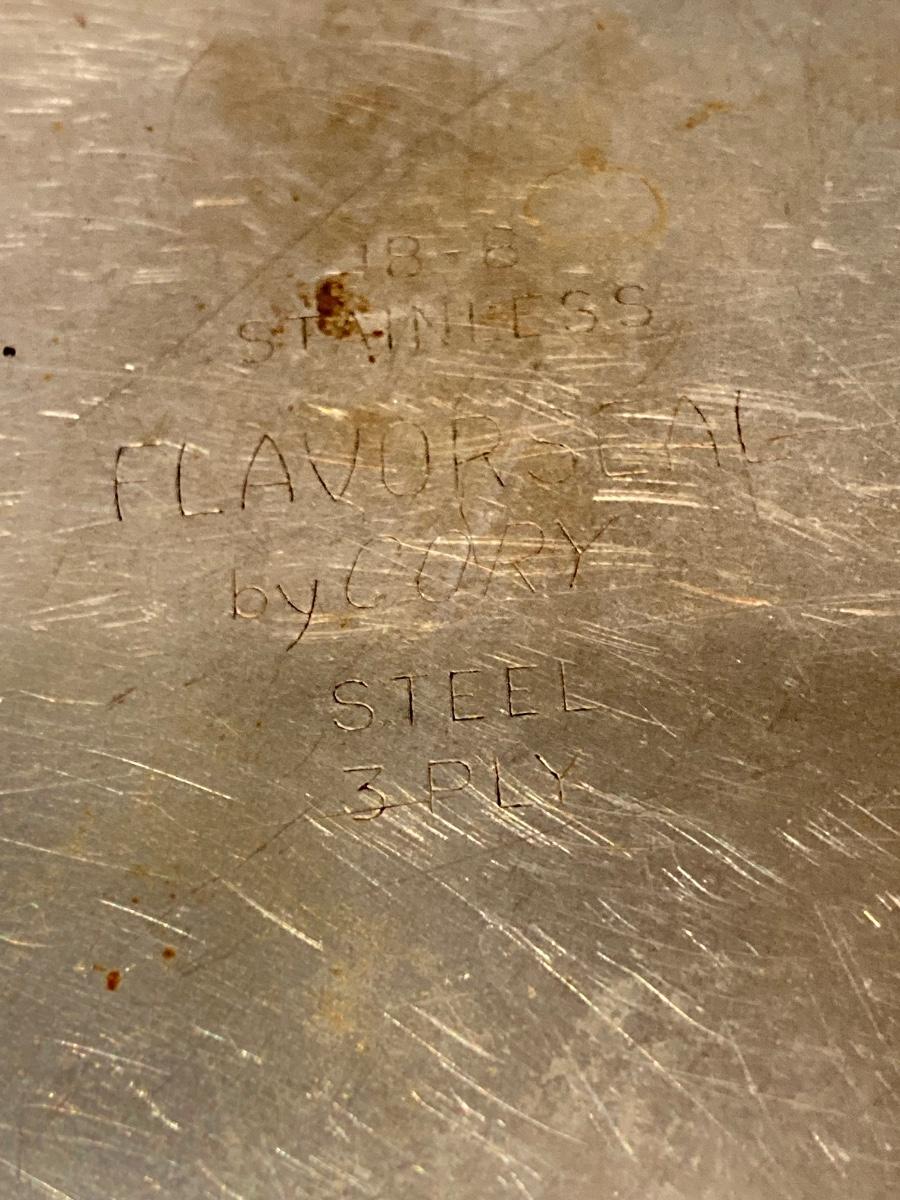 18-8
STAINLESS
FLAVORSEAL
by CORY
STEEL
3 PLY